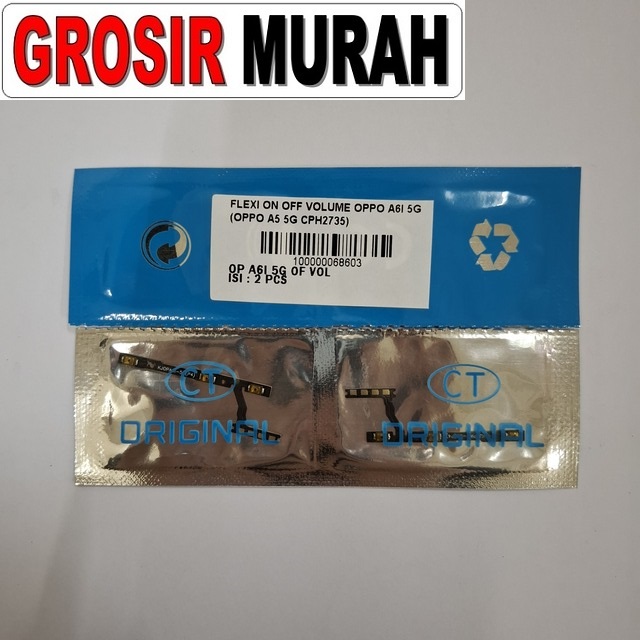 GROSIR MURAH
FLEXI ON OFF VOLUME OPPO A6I 5G
(OPPO A5 5G CPH2735)
100000068603
OP A6I 5G OF VOL
ISI : 2 PCS
CT
ORIGINAL
CT
ORIGINAL